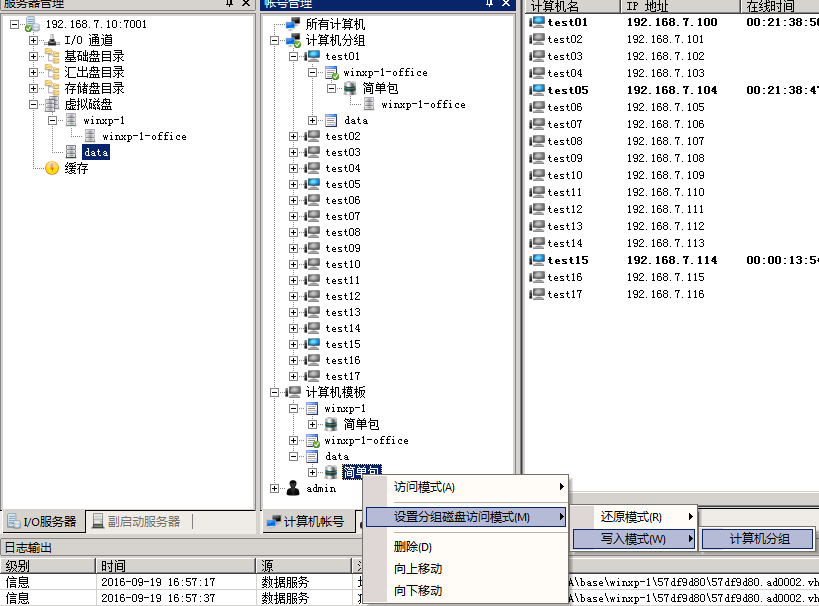 服务器管理
192.168.7.10:7001
I/O 通道
基础盘目录
汇出盘目录
存储盘目录
虚拟磁盘
winxp-1
winxp-1-office
data
缓存
I/O服务器
副启动服务器
帐号管理
所有计算机
计算机分组
test01
winxp-1-office
简单包
winxp-1-office
data
test02
test03
test04
test05
test06
test07
test08
test09
test10
test11
test12
test13
test14
test15
test16
test17
计算机模板
winxp-1
简单包
winxp-1-office
data
简单包
admin
计算机帐号
计算机名 IP 地址 在线时间
test01 192.168.7.100 00:21:38:50
test02 192.168.7.101
test03 192.168.7.102
test04 192.168.7.103
test05 192.168.7.104 00:21:38:47
test06 192.168.7.105
test07 192.168.7.106
test08 192.168.7.107
test09 192.168.7.108
test10 192.168.7.109
test11 192.168.7.110
test12 192.168.7.111
test13 192.168.7.112
test14 192.168.7.113
test15 192.168.7.114 00:00:13:54
test16 192.168.7.115
test17 192.168.7.116
访问模式(A)
设置分组磁盘访问模式(M)
删除(D)
向上移动
向下移动
还原模式(R)
写入模式(W)
计算机分组
日志输出
级别 时间 源
信息 2016-09-19 16:57:17 数据服务 A\base\winxp-1\57df9d80\57df9d80.ad0002.vh
信息 2016-09-19 16:57:37 数据服务 A\base\winxp-1\57df9d80\57df9d80.ad0002.vh